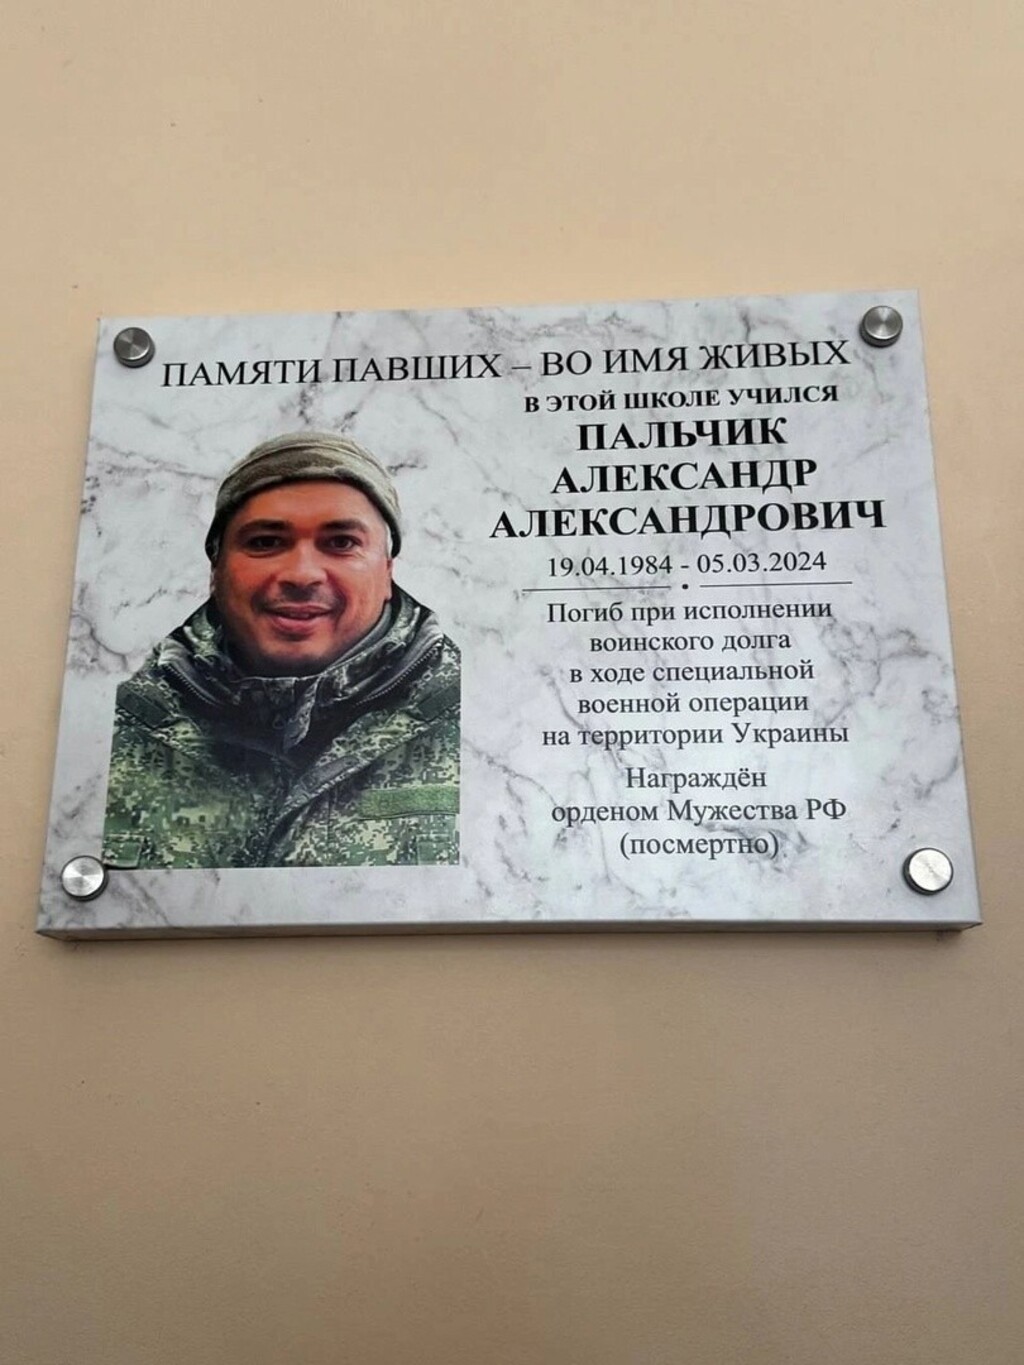 ПАМЯТИ ПАВШИХ – ВО ИМЯ ЖИВЫХ
В ЭТОЙ ШКОЛЕ УЧИЛСЯ
ПАЛЬЧИК
АЛЕКСАНДР
АЛЕКСАНДРОВИЧ
19.04.1984 - 05.03.2024
Погиб при исполнении
воинского долга
в ходе специальной
военной операции
на территории Украины
Награждён
орденом Мужества РФ
(посмертно)